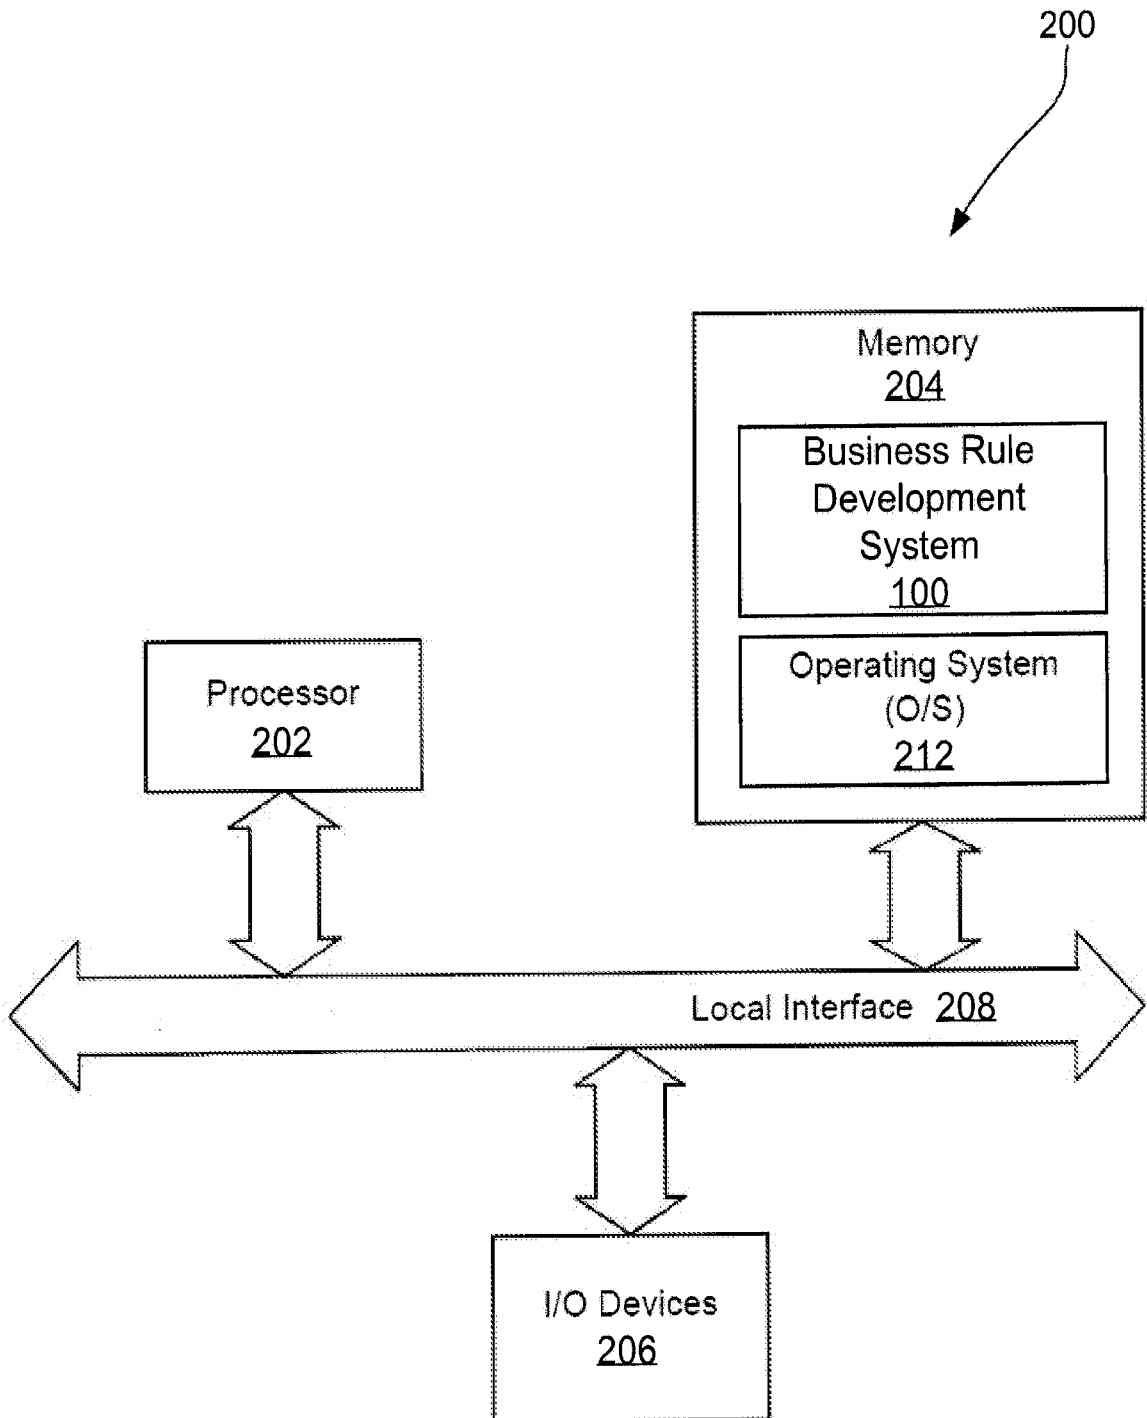 200
Memory
204
Business Rule
Development
System
100
Operating System
(O/S)
212
Processor
202
Local Interface 208
I/O Devices
206